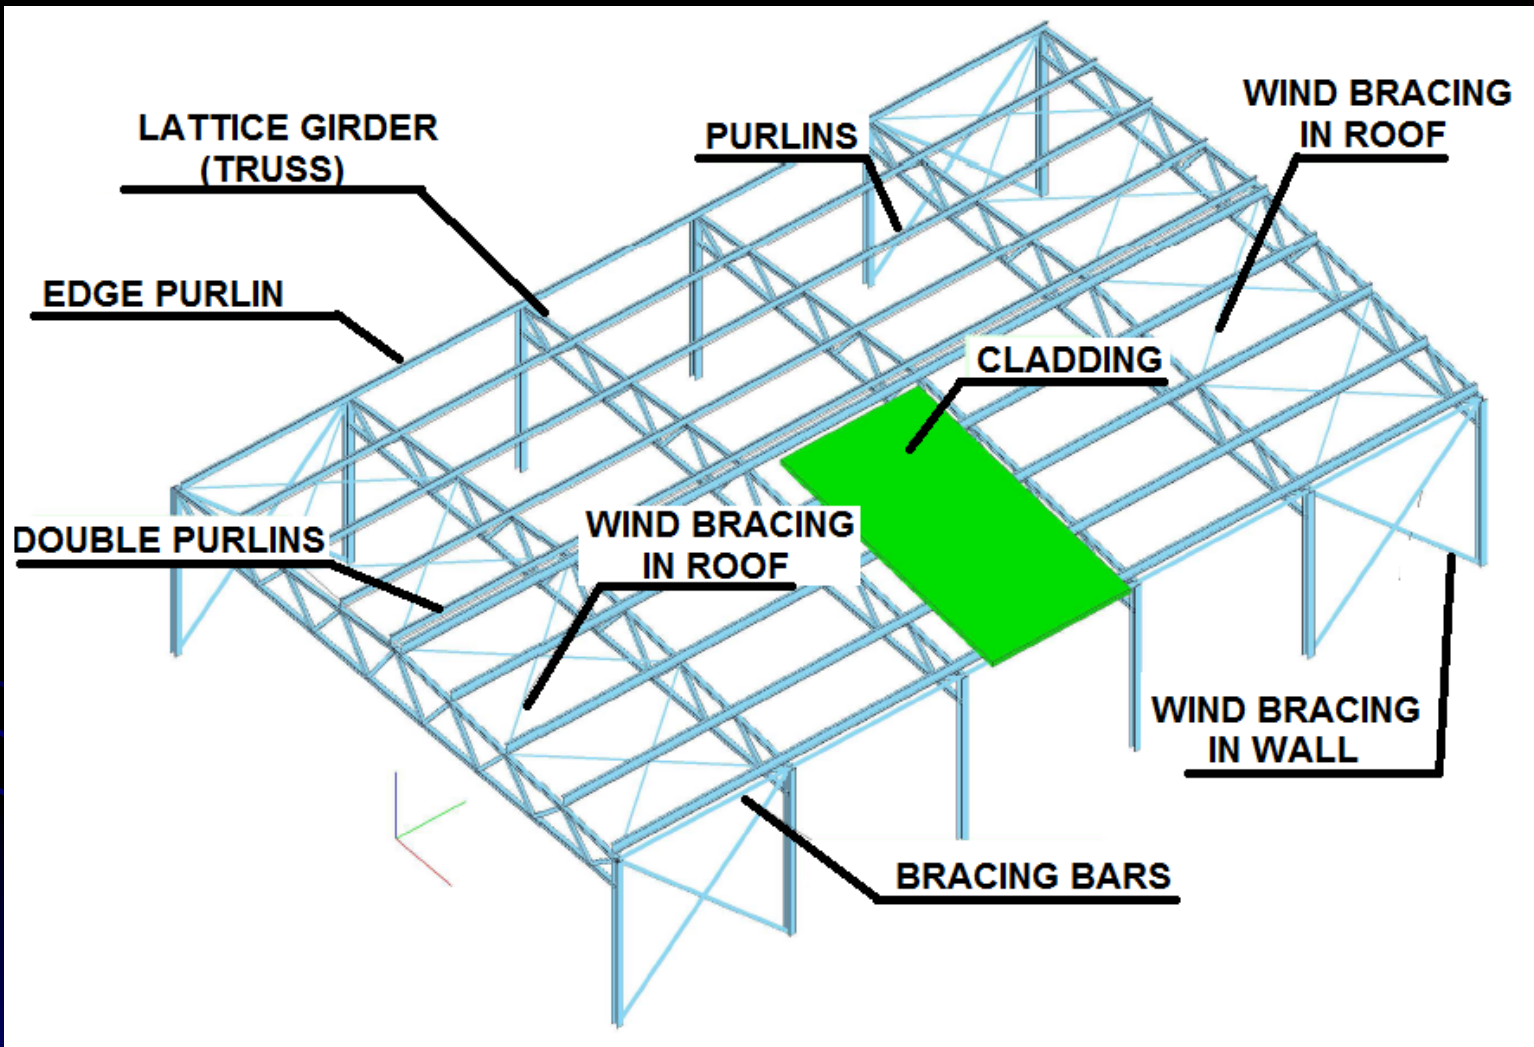 LATTICE GIRDER
(TRUSS)
PURLINS
WIND BRACING
IN ROOF
EDGE PURLIN
CLADDING
DOUBLE PURLINS
WIND BRACING
IN ROOF
WIND BRACING
IN WALL
BRACING BARS